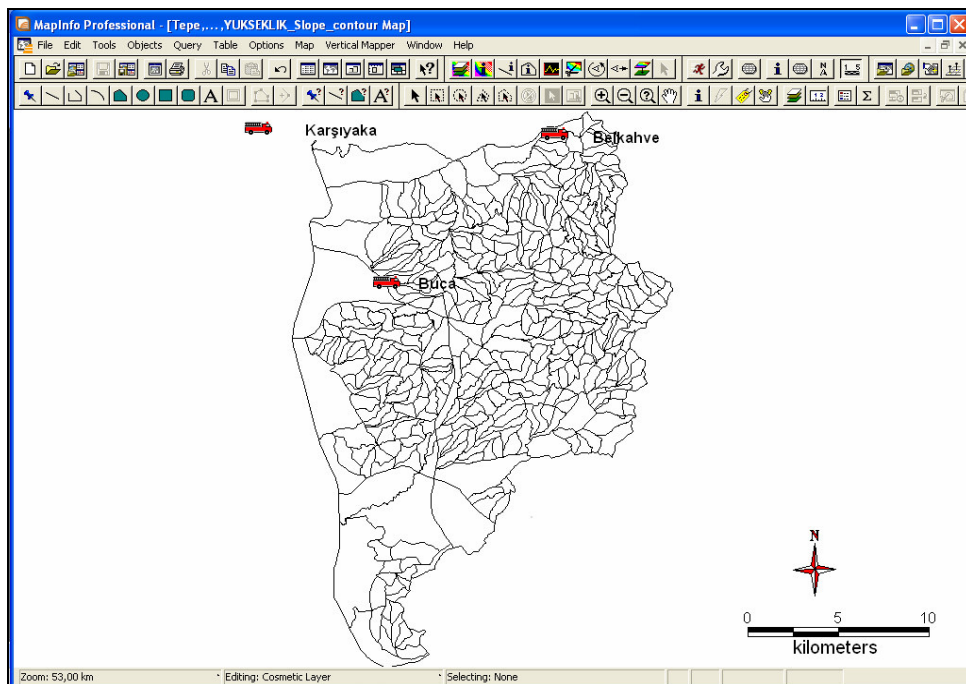 MapInfo Professional - [Tepe,...,YUKSEKLIK_Slope_contour Map]
File Edit Tools Objects Query Table Options Map Vertical Mapper Window Help
Karşıyaka
Belkahve
Buca
N
0 5 10
kilometers
Zoom: 53,00 km Editing: Cosmetic Layer Selecting: None